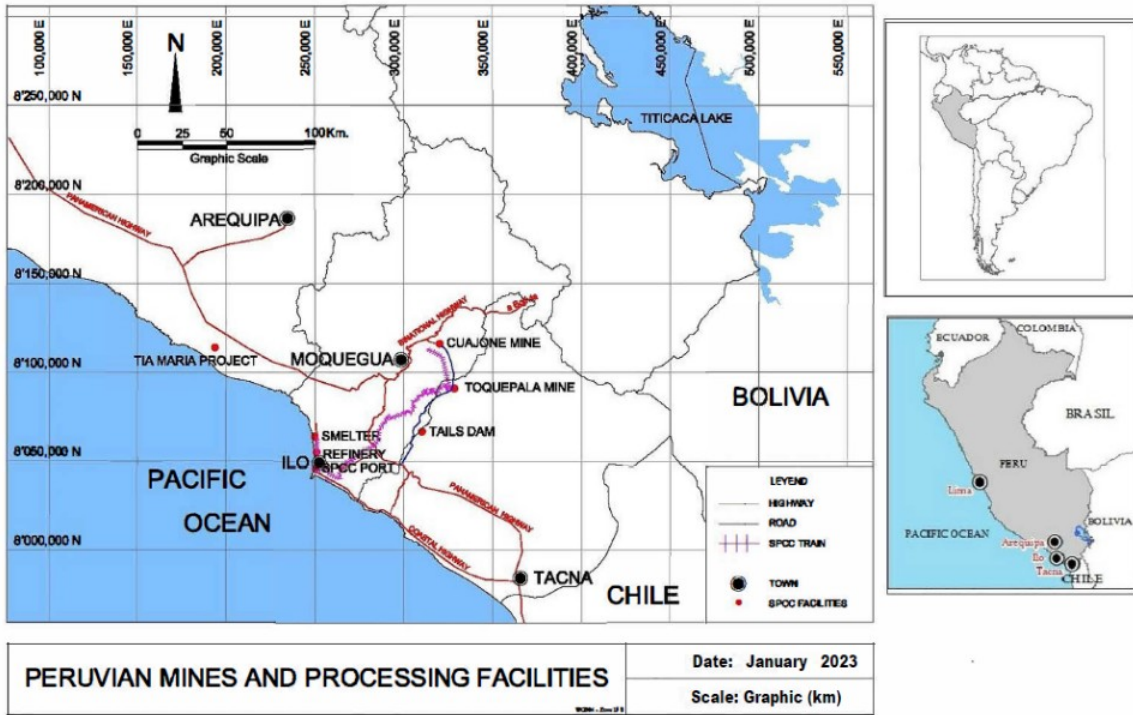 100,000 E
150,000 E
200,000 E
250,000 E
300,000 E
350,000 E
400,000 E
450,000 E
500,000 E
550,000 E
N
8'250,000 N
0 25 50 100Km.
Graphic Scale
TITICACA LAKE
8'200,000 N
PANAMERICAN HIGHWAY
AREQUIPA
8'150,000 N
BINATIONAL HIGHWAY
a Bolivia
CUAJONE MINE
TIA MARIA PROJECT
MOQUEGUA
8'100,000 N
TOQUEPALA MINE
BOLIVIA
TAILS DAM
SMELTER
REFINERY
ILO
SPCC PORT
8'050,000 N
PACIFIC
OCEAN
PANAMERICAN HIGHWAY
COASTAL HIGHWAY
8'000,000 N
TACNA
CHILE
LEYEND
HIGHWAY
ROAD
SPCC TRAIN
TOWN
SPCC FACILITIES
ECUADOR
COLOMBIA
BRASIL
PERU
Lima
PACIFIC OCEAN
BOLIVIA
Arequipa
Ilo
Tacna
CHILE
PERUVIAN MINES AND PROCESSING FACILITIES
Date: January 2023
Scale: Graphic (km)